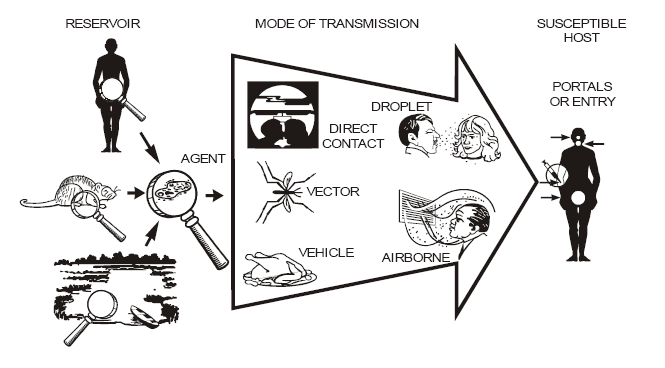 RESERVOIR
MODE OF TRANSMISSION
SUSCEPTIBLE
HOST
PORTALS
OR ENTRY
AGENT
DROPLET
DIRECT
CONTACT
VECTOR
VEHICLE
AIRBORNE